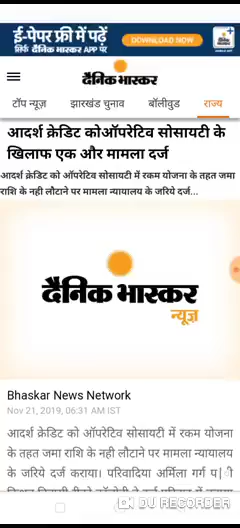 ई-पेपर फ्री में पढ़ें
सिर्फ दैनिक भास्कर APP पर
DOWNLOAD NOW
दैनिक भास्कर
टॉप न्यूज़ झारखंड चुनाव बॉलीवुड राज्य
आदर्श क्रेडिट कोऑपरेटिव सोसायटी के
खिलाफ एक और मामला दर्ज
आदर्श क्रेडिट को ऑपरेटिव सोसायटी में रकम योजना के तहत जमा
राशि के नही लौटाने पर मामला न्यायालय के जरिये दर्ज...
दैनिक भास्कर
न्यूज़
Bhaskar News Network
Nov 21, 2019, 06:31 AM IST
आदर्श क्रेडिट को ऑपरेटिव सोसायटी में रकम योजना
के तहत जमा राशि के नही लौटाने पर मामला न्यायालय
के जरिये दर्ज कराया। परिवादिया अर्मिला गर्ग
DU RECORDER